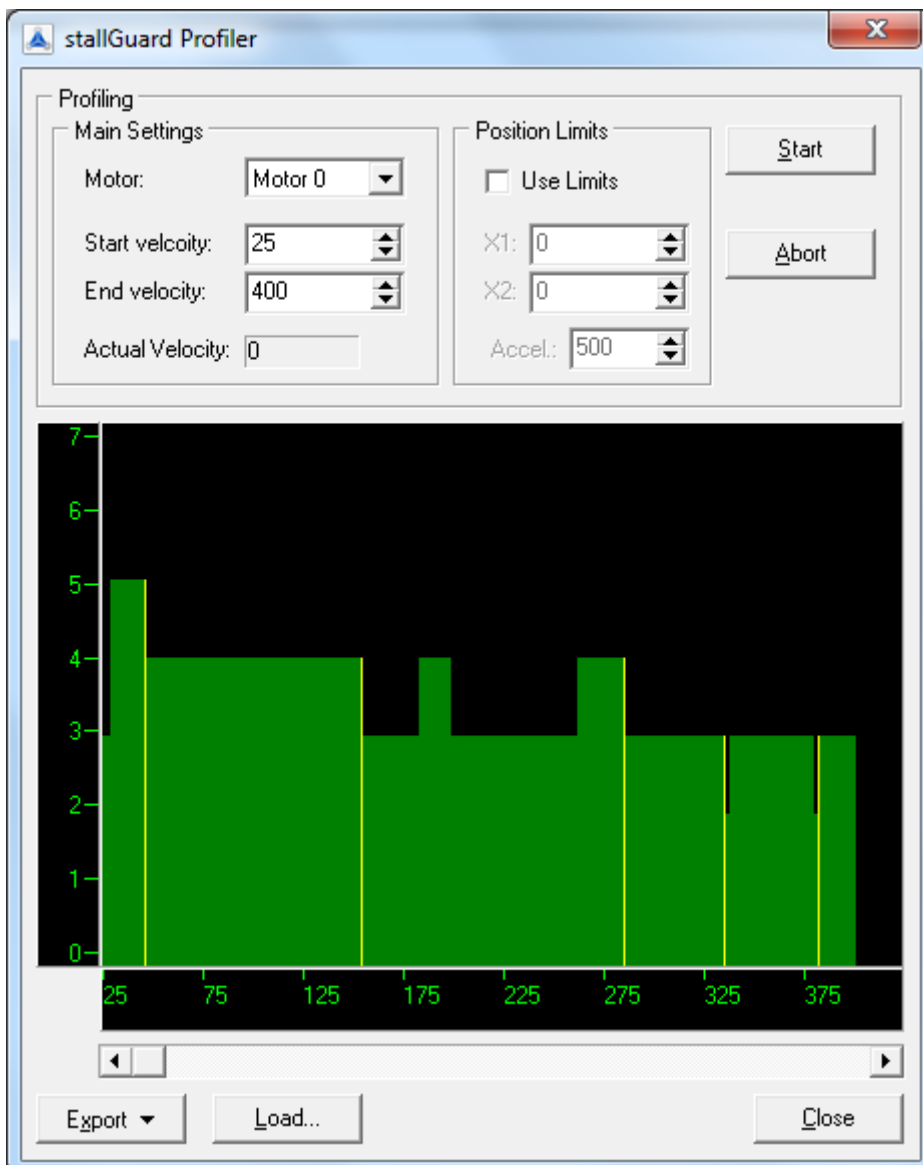 stallGuard Profiler
Profiling
Main Settings
Motor: Motor 0
Start velcoity: 25
End velocity: 400
Actual Velocity: 0
Position Limits
Use Limits
X1: 0
X2: 0
Accel.: 500
Start
Abort
7
6
5
4
3
2
1
0
25 75 125 175 225 275 325 375
Export
Load...
Close